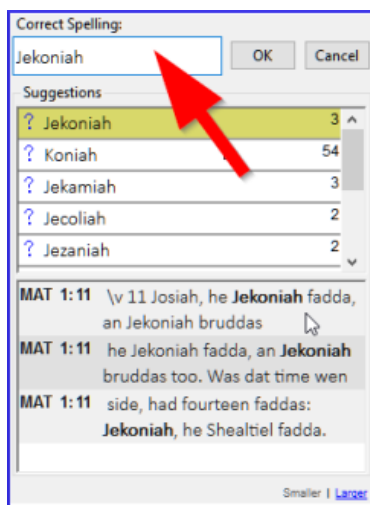 Correct Spelling:
Jekoniah OK Cancel
Suggestions
? Jekoniah 3
? Koniah 54
? Jekamiah 3
? Jecoliah 2
? Jezaniah 2
MAT 1:11 \v 11 Josiah, he Jekoniah fadda,
an Jekoniah bruddas
MAT 1:11 he Jekoniah fadda, an Jekoniah
bruddas too. Was dat time wen
MAT 1:11 side, had fourteen faddas:
Jekoniah, he Shealtiel fadda.
Smaller | Larger